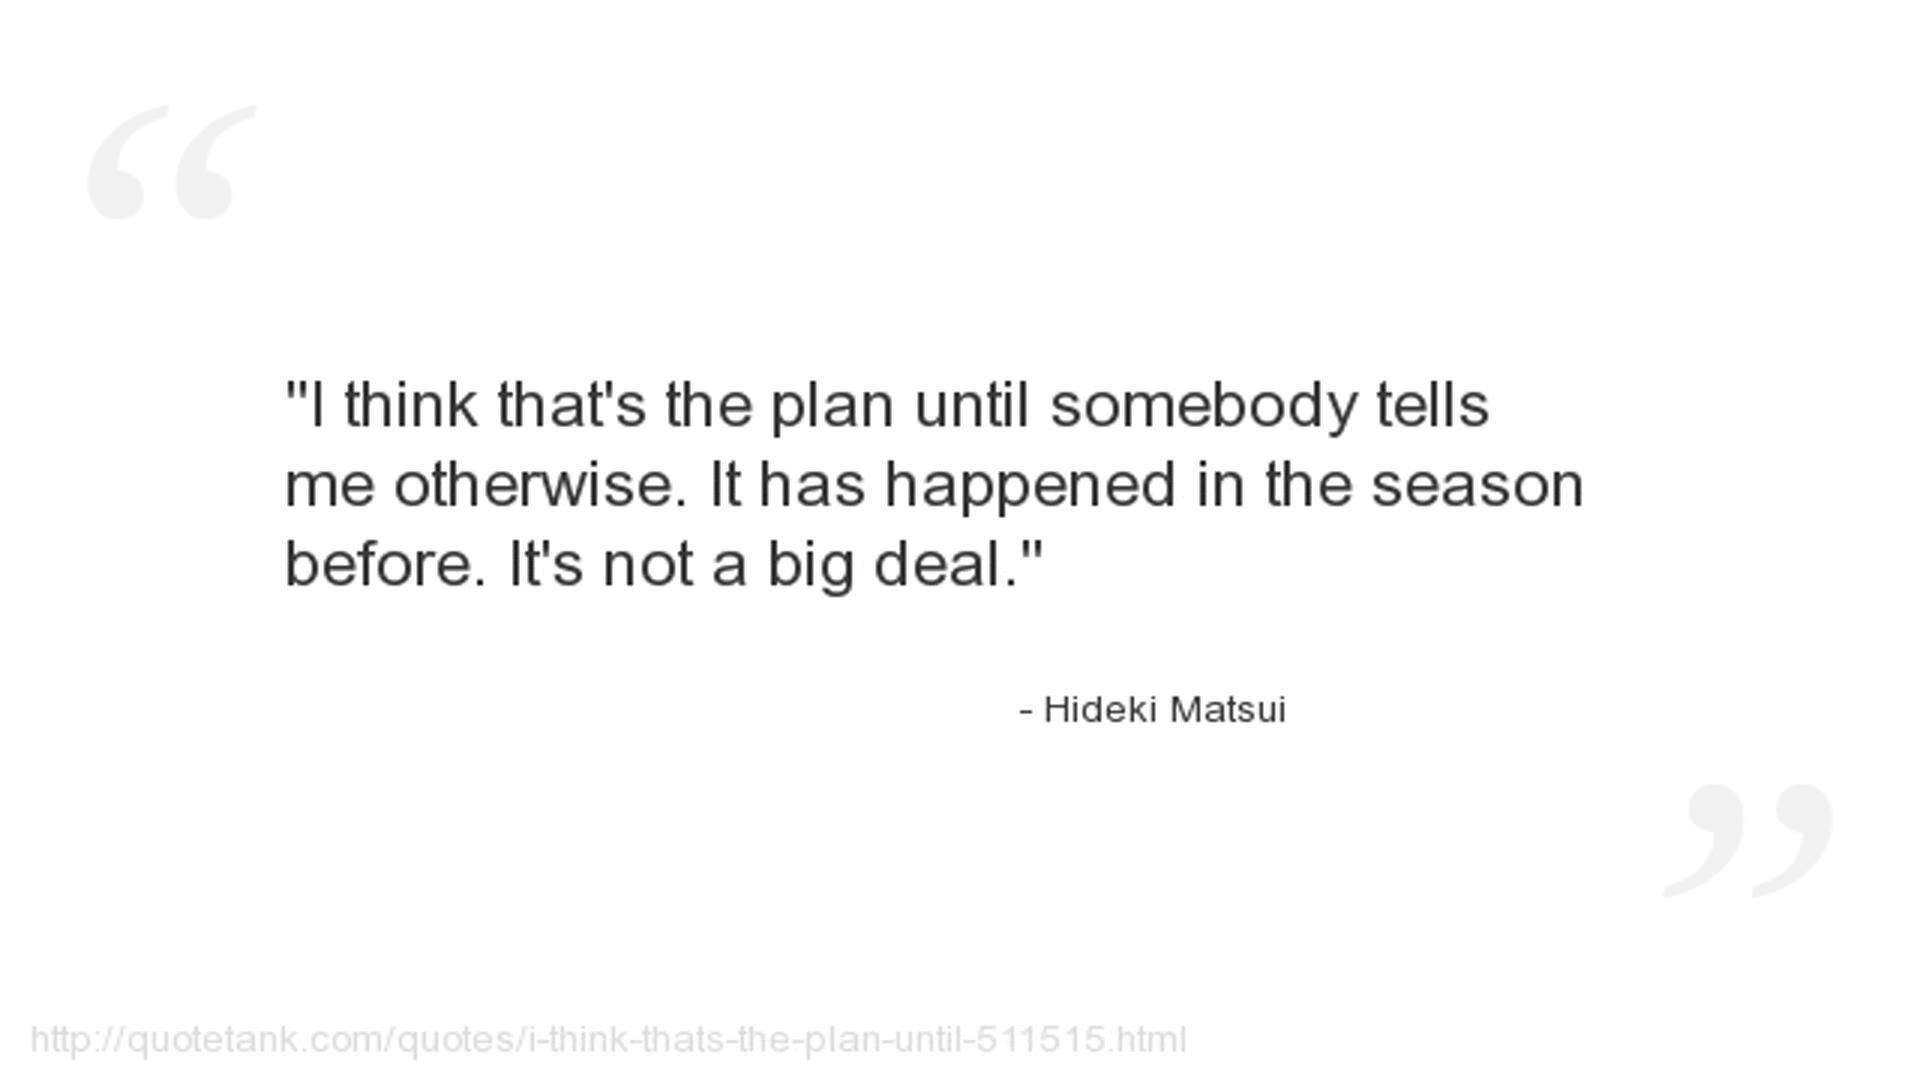 "I think that's the plan until somebody tells
me otherwise. It has happened in the season
before. It's not a big deal."
- Hideki Matsui
http://quotetank.com/quotes/i-think-thats-the-plan-until-511515.html